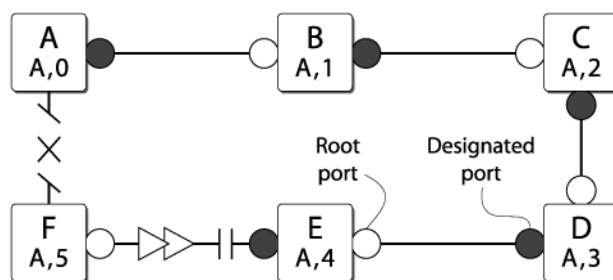 A
A,0
B
A,1
C
A,2
Root
port
Designated
port
F
A,5
E
A,4
D
A,3